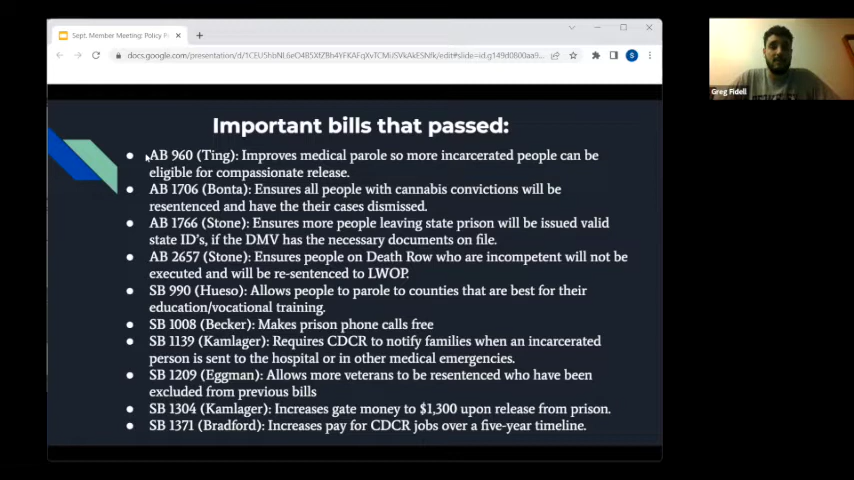 Sept. Member Meeting: Policy P
Important bills that passed:
AB 960 (Ting): Improves medical parole so more incarcerated people can be
eligible for compassionate release.
AB 1706 (Bonta): Ensures all people with cannabis convictions will be
resentenced and have the their cases dismissed.
AB 1766 (Stone): Ensures more people leaving state prison will be issued valid
state ID's, if the DMV has the necessary documents on file.
AB 2657 (Stone): Ensures people on Death Row who are incompetent will not be
executed and will be re-sentenced to LWOP.
SB 990 (Hueso): Allows people to parole to counties that are best for their
education/vocational training.
SB 1008 (Becker): Makes prison phone calls free
SB 1139 (Kamlager): Requires CDCR to notify families when an incarcerated
person is sent to the hospital or in other medical emergencies.
SB 1209 (Eggman): Allows more veterans to be resentenced who have been
excluded from previous bills
SB 1304 (Kamlager): Increases gate money to $1,300 upon release from prison.
SB 1371 (Bradford): Increases pay for CDCR jobs over a five-year timeline.
S
Greg Fidell